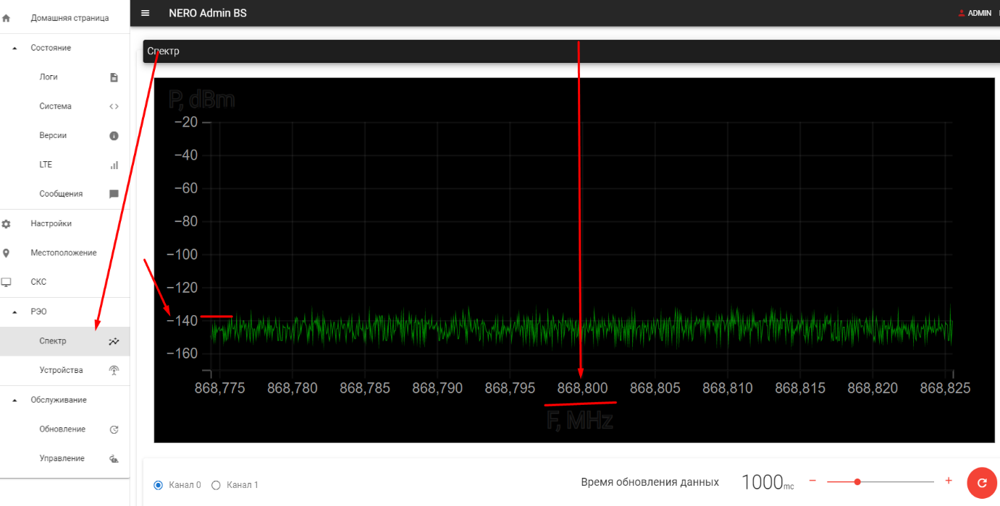 Домашняя страница
NERO Admin BS
ADMIN
Состояние
Логи
Система
Версии
LTE
Сообщения
Настройки
Местоположение
СКС
РЭО
Спектр
Устройства
Обслуживание
Обновление
Управление
Спектр
P, dBm
−20
−40
−60
−80
−100
−120
−140
−160
868,775 868,780 868,785 868,790 868,795 868,800 868,805 868,810 868,815 868,820 868,825
F, MHz
Канал 0 Канал 1
Время обновления данных 1000мс − +